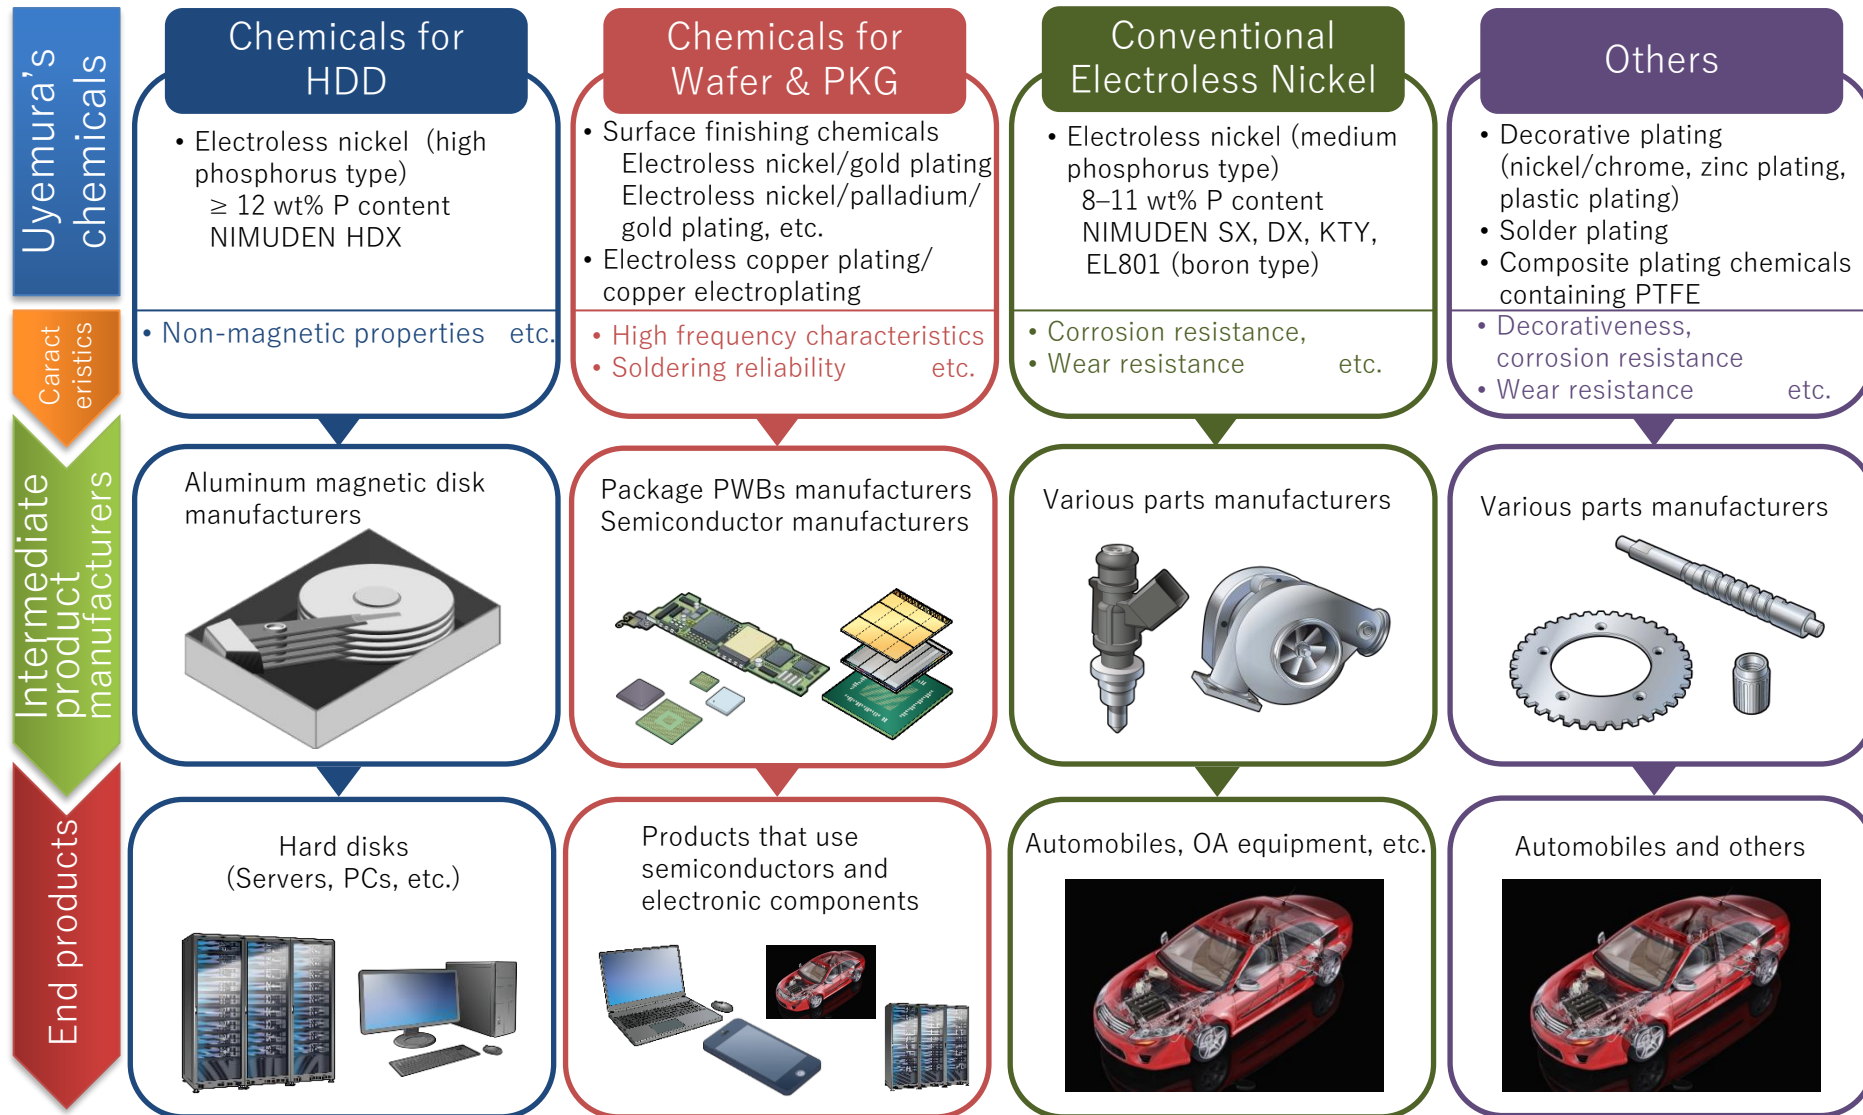 Uyemura's
chemicals
Chemicals for
HDD
• Electroless nickel (high
phosphorus type)
≥ 12 wt% P content
NIMUDEN HDX
Chemicals for
Wafer & PKG
• Surface finishing chemicals
Electroless nickel/gold plating
Electroless nickel/palladium/
gold plating, etc.
• Electroless copper plating/
copper electroplating
Conventional
Electroless Nickel
• Electroless nickel (medium
phosphorus type)
8–11 wt% P content
NIMUDEN SX, DX, KTY,
EL801 (boron type)
Others
• Decorative plating
(nickel/chrome, zinc plating,
plastic plating)
• Solder plating
• Composite plating chemicals
containing PTFE
Caract
eristics
• Non-magnetic properties etc.
• High frequency characteristics
• Soldering reliability etc.
• Corrosion resistance,
• Wear resistance etc.
• Decorativeness,
corrosion resistance
• Wear resistance etc.
Intermediate
product
manufacturers
Aluminum magnetic disk
manufacturers
Package PWBs manufacturers
Semiconductor manufacturers
Various parts manufacturers
Various parts manufacturers
End products
Hard disks
(Servers, PCs, etc.)
Products that use
semiconductors and
electronic components
Automobiles, OA equipment, etc.
Automobiles and others